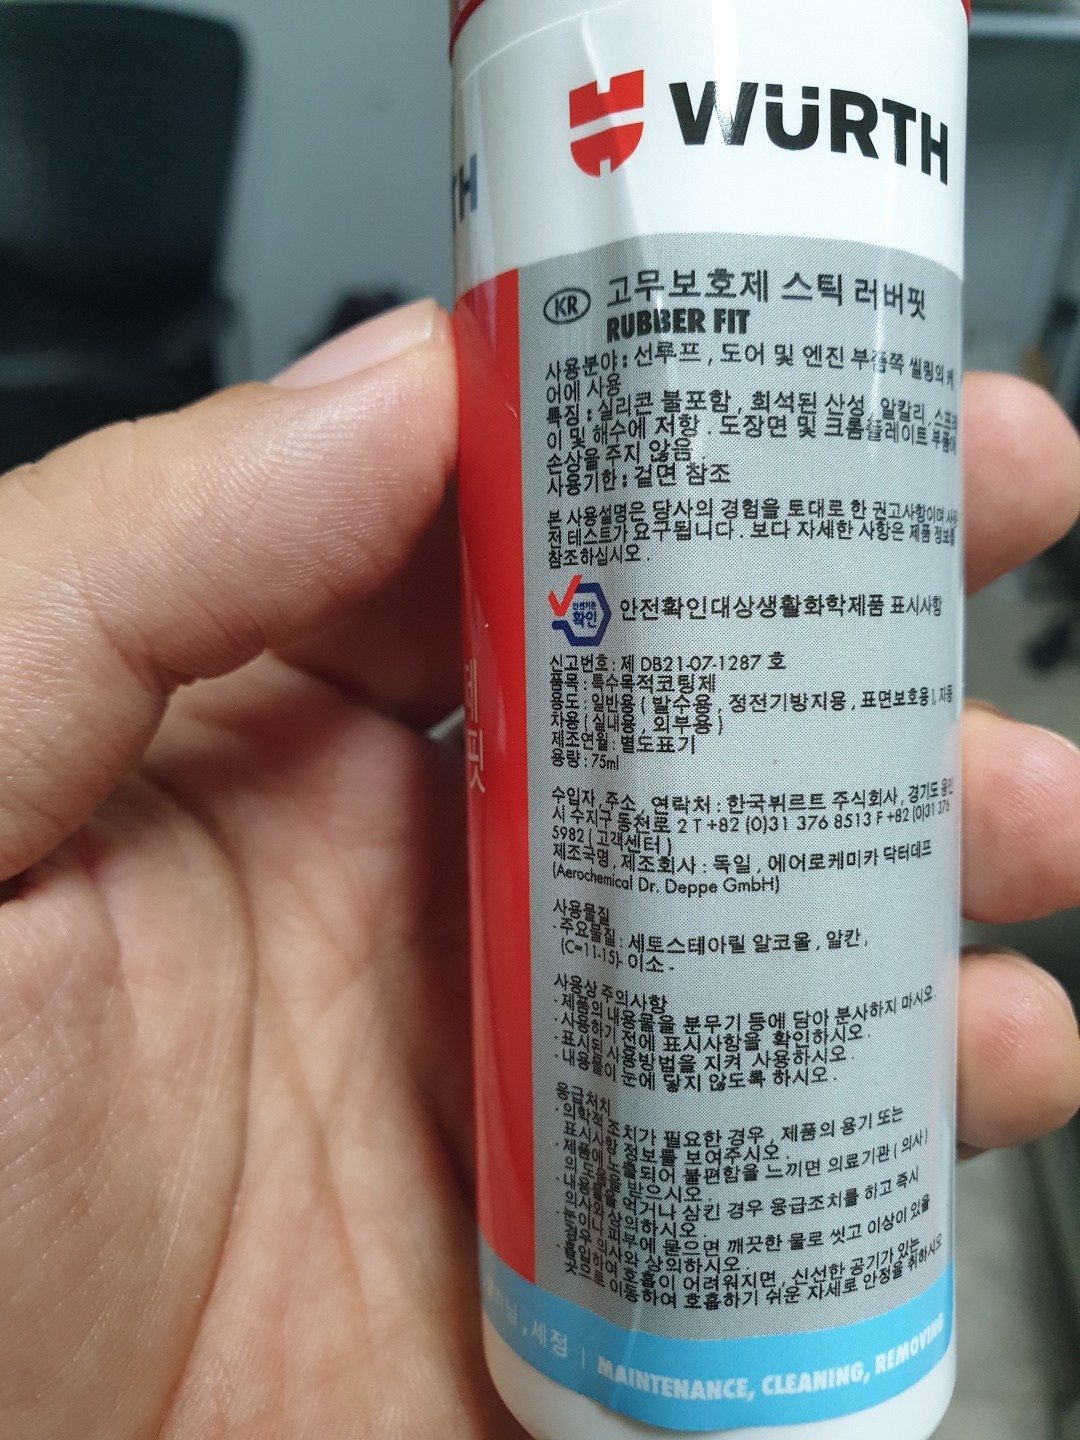 WÜRTH
TH
KR 고무보호제 스틱 러버핏
RUBBER FIT
사용분야 : 선루프 , 도어 및 엔진 부품쪽 씰링의 케
어에 사용
특징 : 실리콘 불포함 , 희석된 산성 , 알칼리 , 스프레
이 및 해수에 저항 . 도장면 및 크롬플레이트 부품에
손상을 주지 않음 .
사용기한 : 겉면 참조
본 사용설명은 당사의 경험을 토대로 한 권고사항이며 사용
전 테스트가 요구됩니다 . 보다 자세한 사항은 제품 정보를
참조하십시오 .
안전기준
확인
안전확인대상생활화학제품 표시사항
신고번호 : 제 DB21-07-1287 호
품목 : 특수목적코팅제
용도 : 일반용 ( 발수용 , 정전기방지용 , 표면보호용 ), 자동
차용 ( 실내용 , 외부용 )
제조연월 : 별도표기
용량 : 75ml
수입자 , 주소 , 연락처 : 한국뷔르트 주식회사 , 경기도 용인
시 수지구 동천로 2 T +82 (0)31 376 8513 F +82 (0)31 376
5982 ( 고객센터 )
제조국명 , 제조회사 : 독일 , 에어로케미카 닥터데프
(Aerochemical Dr. Deppe GmbH)
사용물질
- 주요물질 : 세토스테아릴 알코올 , 알칸 ,
(C=11-15)- 이소 -
사용상 주의사항
- 제품의 내용물을 분무기 등에 담아 분사하지 마시오.
- 사용하기 전에 표시사항을 확인하시오.
- 표시된 사용방법을 지켜 사용하시오 .
- 내용물이 눈에 닿지 않도록 하시오 .
응급처치
- 의학적 조치가 필요한 경우 , 제품의 용기 또는
표시사항 정보를 보여주시오 .
- 제품에 노출되어 불편함을 느끼면 의료기관 ( 의사 )
의 도움을 받으시오 .
- 내용물을 먹거나 삼킨 경우 응급조치를 하고 즉시
의사와 상의하시오 .
- 눈이나 피부에 묻으면 깨끗한 물로 씻고 이상이 있을
경우 의사와 상의하시오 .
- 흡입하여 호흡이 어려워지면 , 신선한 공기가 있는
곳으로 이동하여 호흡하기 쉬운 자세로 안정을 취하시오
제
핏
, 세정 | MAINTENANCE, CLEANING, REMOVING